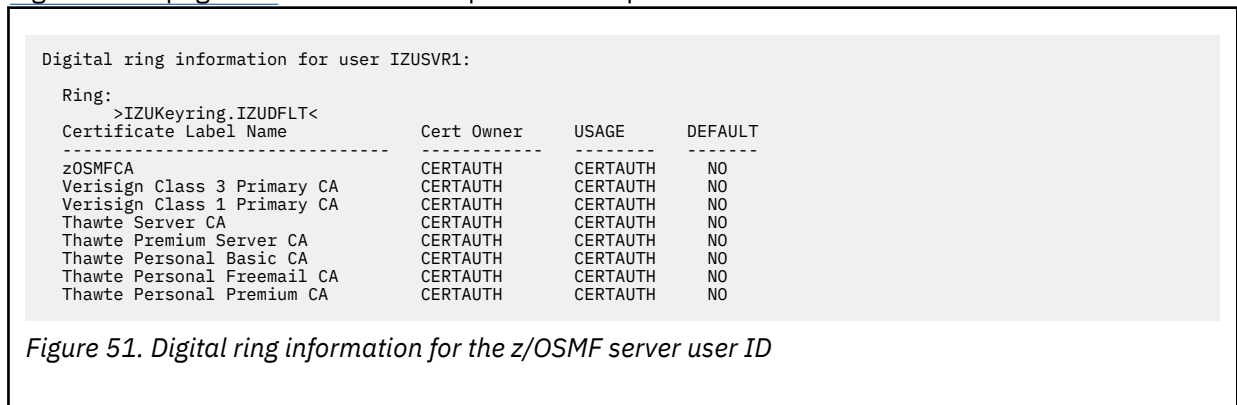 Digital ring information for user IZUSVR1:
Ring:
>IZUKeyring.IZUDFLT<
Certificate Label Name Cert Owner USAGE DEFAULT
-------------------------------- ------------ -------- -------
zOSMFCA CERTAUTH CERTAUTH NO
Verisign Class 3 Primary CA CERTAUTH CERTAUTH NO
Verisign Class 1 Primary CA CERTAUTH CERTAUTH NO
Thawte Server CA CERTAUTH CERTAUTH NO
Thawte Premium Server CA CERTAUTH CERTAUTH NO
Thawte Personal Basic CA CERTAUTH CERTAUTH NO
Thawte Personal Freemail CA CERTAUTH CERTAUTH NO
Thawte Personal Premium CA CERTAUTH CERTAUTH NO
Figure 51. Digital ring information for the z/OSMF server user ID